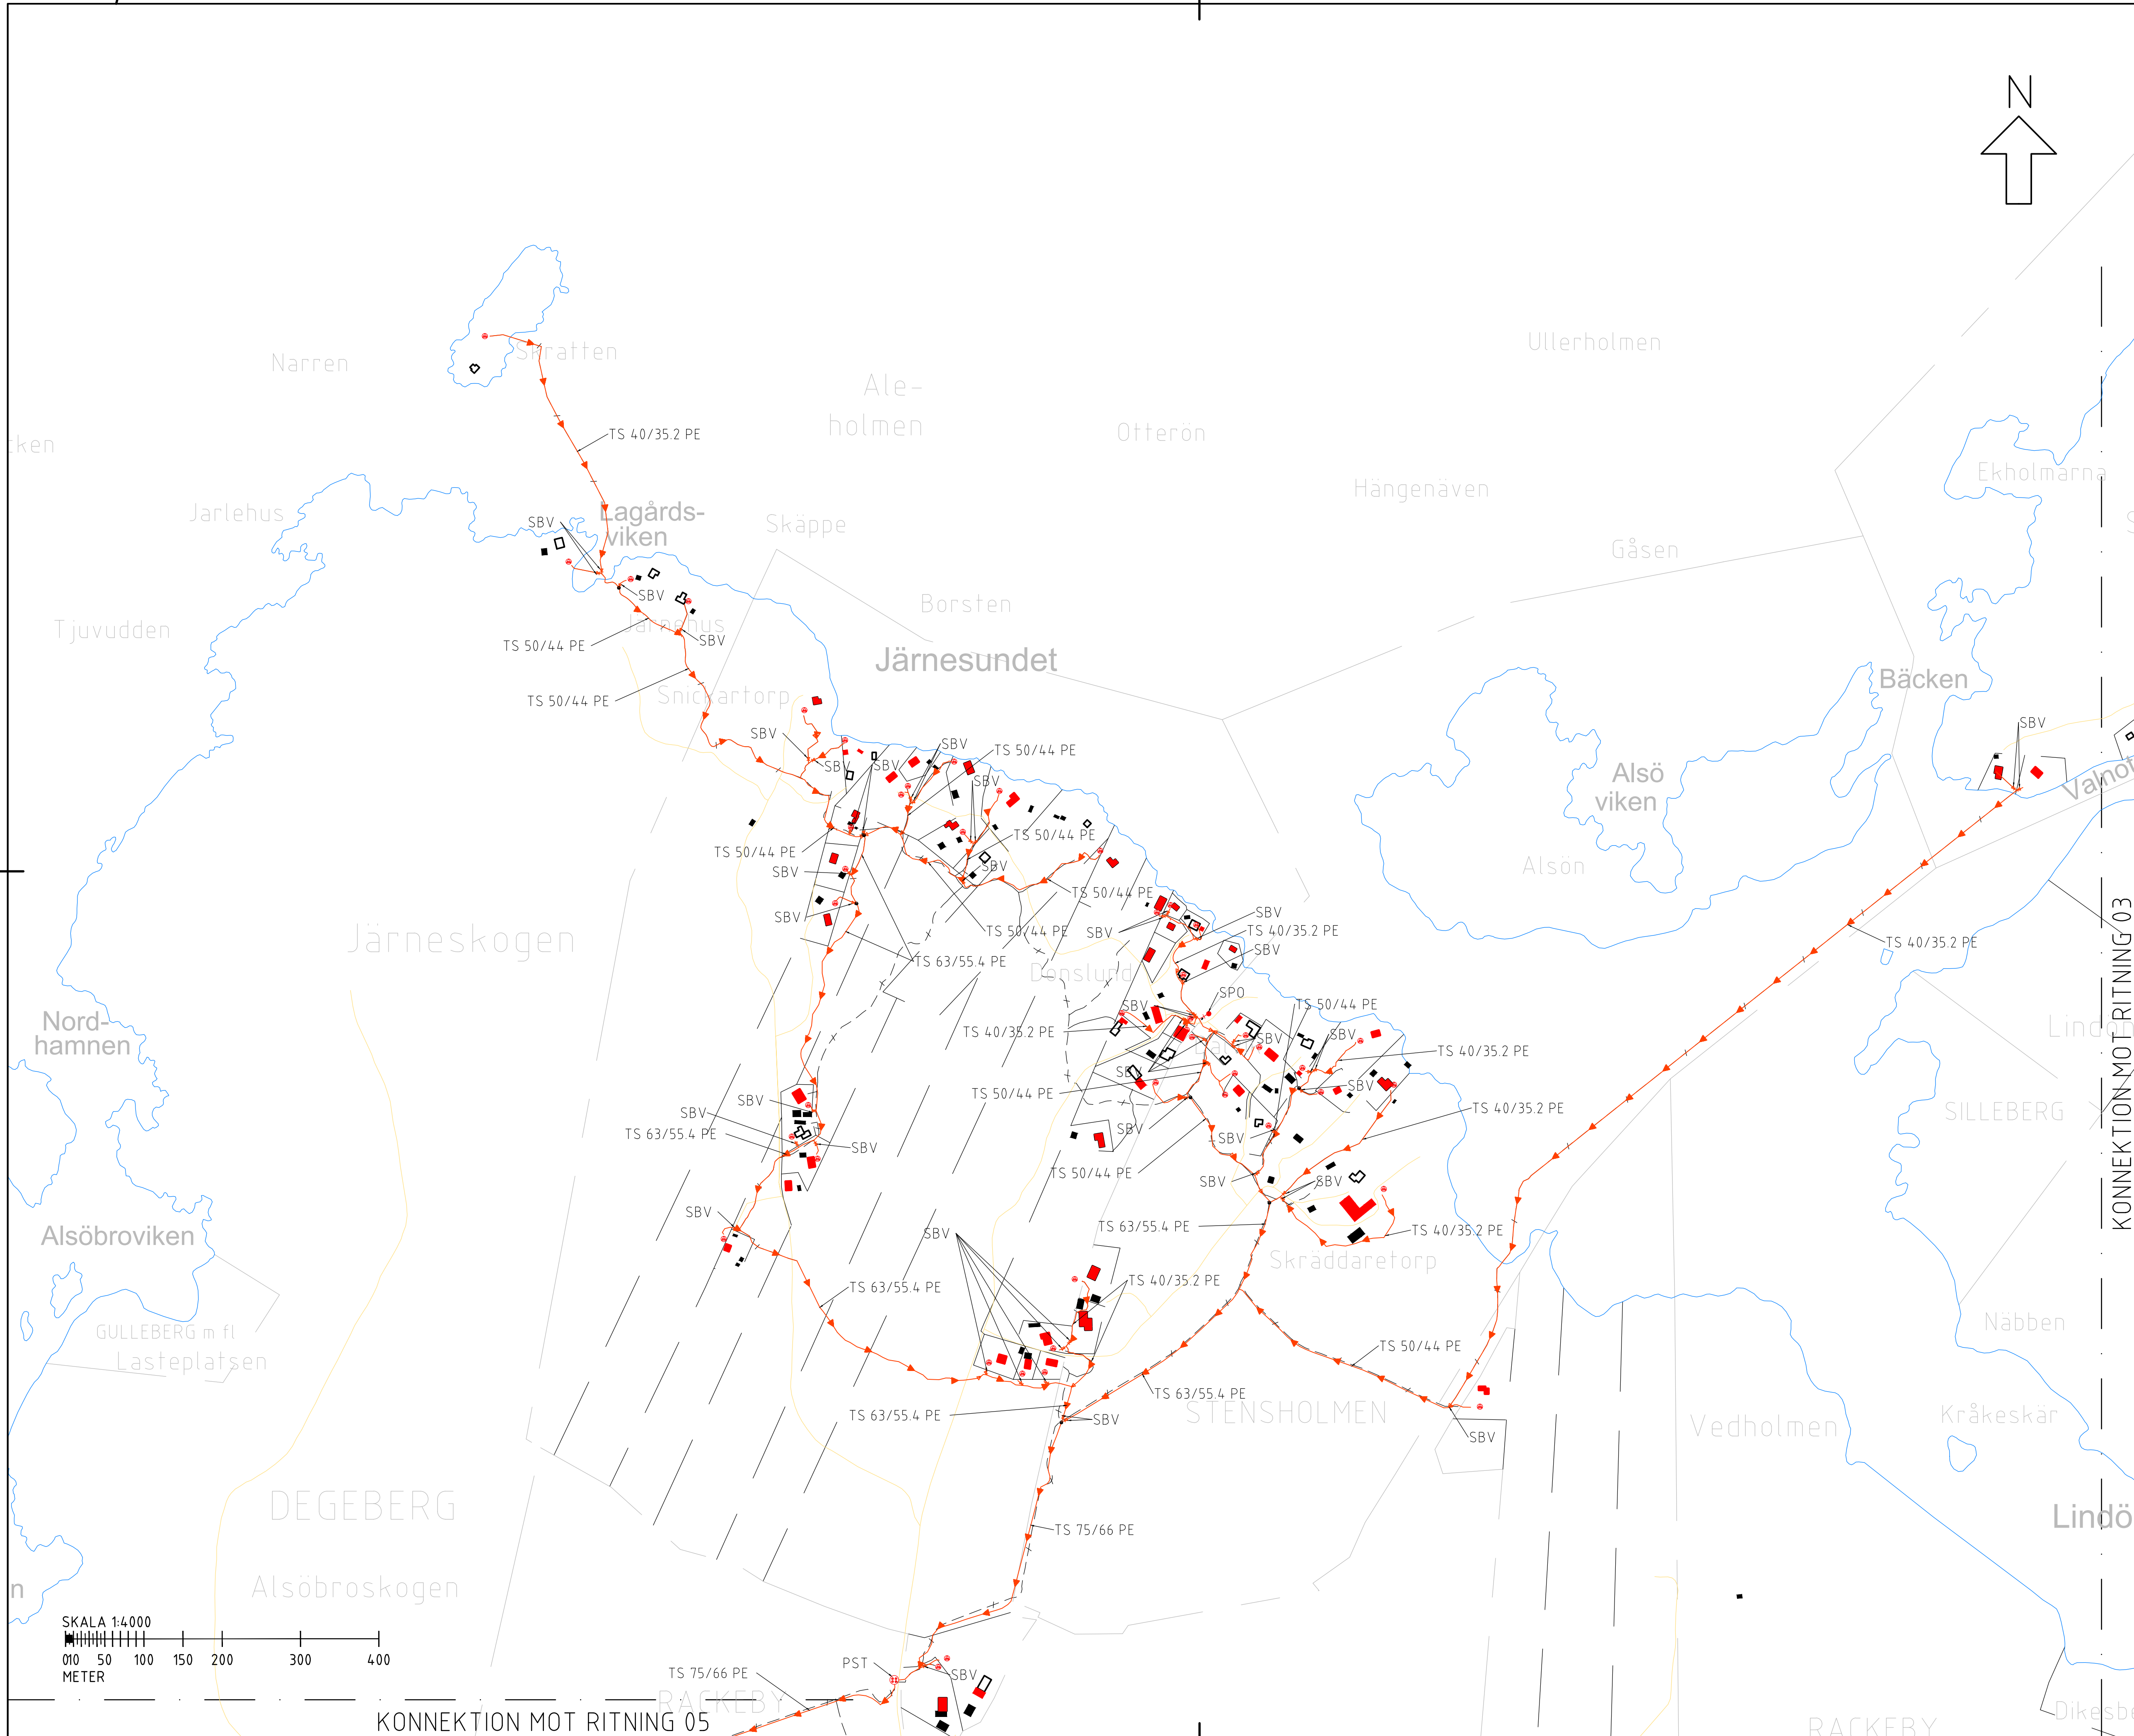 N
Narren
Skratten
Ullerholmen
Ale-
holmen
Otterön
TS 40/35.2 PE
Ekholmarna
Hängenäven
Jarlehus
Lagårds-
viken
SBV
Skäppe
Gåsen
SBV
Borsten
Tjuvudden
Järnehus
SBV
TS 50/44 PE
Järnesundet
Bäcken
Snickartorp
TS 50/44 PE
SBV
SBV
SBV
TS 50/44 PE
SBV
SBV
SBV
Alsö
viken
TS 50/44 PE
TS 50/44 PE
SBV
SBV
Alsön
TS 50/44 PE
SBV
SBV
TS 50/44 PE
SBV
TS 40/35.2 PE
Järneskogen
SBV
TS 40/35.2 PE
TS 63/55.4 PE
Denslund
SPO
SBV
TS 50/44 PE
Nord-
hamnen
TS 40/35.2 PE
SBV
SBV
TS 40/35.2 PE
SBV
SBV
TS 50/44 PE
SBV
SBV
TS 40/35.2 PE
SILLEBERG
TS 63/55.4 PE
SBV
SBV
SBV
TS 50/44 PE
SBV
SBV
SBV
TS 63/55.4 PE
TS 40/35.2 PE
Alsöbroviken
SBV
Skräddaretorp
TS 63/55.4 PE
TS 40/35.2 PE
GULLEBERG m fl
Lasteplatsen
Näbben
TS 50/44 PE
TS 63/55.4 PE
TS 63/55.4 PE
SBV
STENSHOLMEN
Vedholmen
Kråkeskär
SBV
DEGEBERG
TS 75/66 PE
Alsöbroskogen
SKALA 1:4000
010 50 100 150 200 300 400
METER
PST
SBV
TS 75/66 PE
RACKEBY
RACKEBY
KONNEKTION MOT RITNING 05
KONNEKTION MOT RITNING 03